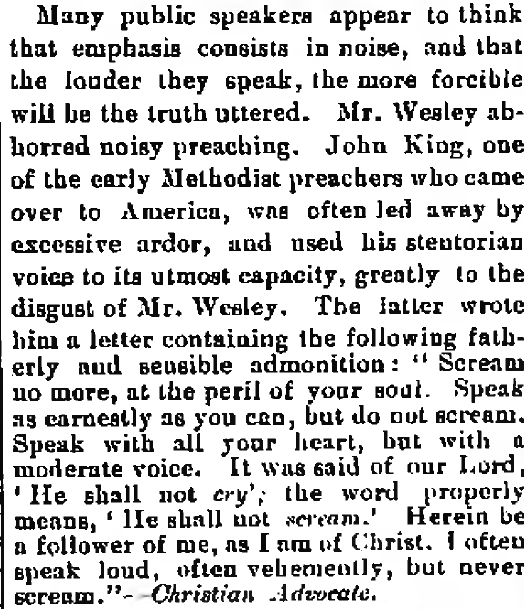 Many public speakers appear to think
that emphasis consists in noise, and that
the louder they speak, the more forcible
will be the truth uttered. Mr. Wesley ab-
horred noisy preaching. John King, one
of the early Methodist preachers who came
over to America, was often led away by
excessive ardor, and used his stentorian
voice to its utmost capacity, greatly to the
disgust of Mr. Wesley. The latter wrote
him a letter containing the following fath-
erly and sensible admonition: "Scream
no more, at the peril of your soul. Speak
as earnestly as you can, but do not scream.
Speak with all your heart, but with a
moderate voice. It was said of our Lord,
'He shall not cry'; the word properly
means, 'He shall not scream.' Herein be
a follower of me, as I am of Christ. I often
speak loud, often vehemently, but never
scream."—Christian Advocate.